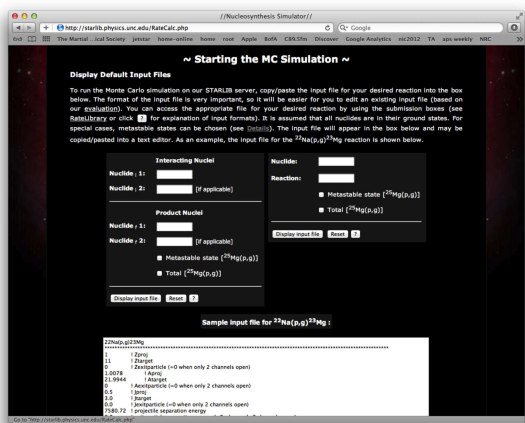 //Nucleosynthesis Simulator//
http://starlib.physics.unc.edu/RateCalc.php
Google
The Martial ...ical Society jetstar home-online home root Apple BofA C89.5fm Discover Google Analytics nic2012 TA aps weekly NRC
~ Starting the MC Simulation ~
Display Default Input Files
To run the Monte Carlo simulation on our STARLIB server, copy/paste the input file for your desired reaction into the box
below. The format of the input file is very important, so it will be easier for you to edit an existing input file (based on
our evaluation). You can access the appropriate file for your desired reaction by using the submission boxes (see
RateLibrary or click ? for explanation of input formats). It is assumed that all nuclides are in their ground states. For
special cases, metastable states can be chosen (see Details). The input file will appear in the box below and may be
copied/pasted into a text editor. As an example, the input file for the 22Na(p,g)23Mg reaction is shown below.
Interacting Nuclei
Nuclide 1:
Nuclide 2: [if applicable]
Product Nuclei
Nuclide 1:
Nuclide 2: [if applicable]
Metastable state [25Mg(p,g)]
Total [25Mg(p,g)]
Display input file Reset ?
Nuclide:
Reaction:
Metastable state [25Mg(p,g)]
Total [25Mg(p,g)]
Display input file Reset ?
Sample input file for 22Na(p,g)23Mg :
22Na(p,g)23Mg
1 ! Zproj
11 ! Ztarget
0 ! Zexitparticle (=0 when only 2 channels open)
1.0078 ! Aproj
21.9944 ! Atarget
0 ! Aexitparticle (=0 when only 2 channels open)
0.5 ! Jproj
3.0 ! Jtarget
0.0 ! Jexitparticle (=0 when only 2 channels open)
7580.72 ! projectile separation energy
Go to "http://starlib.physics.unc.edu/RateCalc.php"